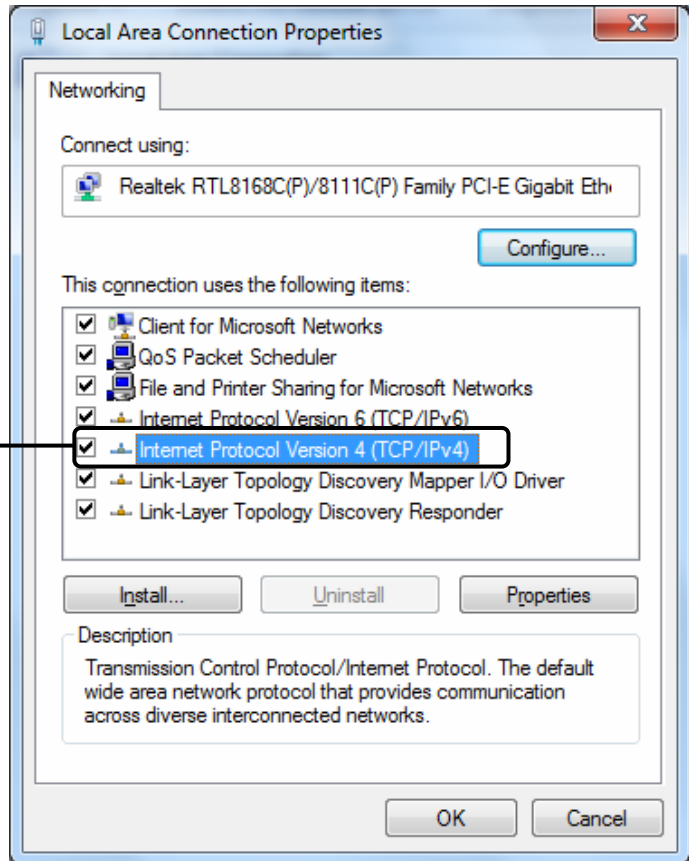 Local Area Connection Properties
Networking
Connect using:
Realtek RTL8168C(P)/8111C(P) Family PCI-E Gigabit Ethe
Configure...
This connection uses the following items:
Client for Microsoft Networks
QoS Packet Scheduler
File and Printer Sharing for Microsoft Networks
Internet Protocol Version 6 (TCP/IPv6)
Internet Protocol Version 4 (TCP/IPv4)
Link-Layer Topology Discovery Mapper I/O Driver
Link-Layer Topology Discovery Responder
Install...
Uninstall
Properties
Description
Transmission Control Protocol/Internet Protocol. The default
wide area network protocol that provides communication
across diverse interconnected networks.
OK
Cancel